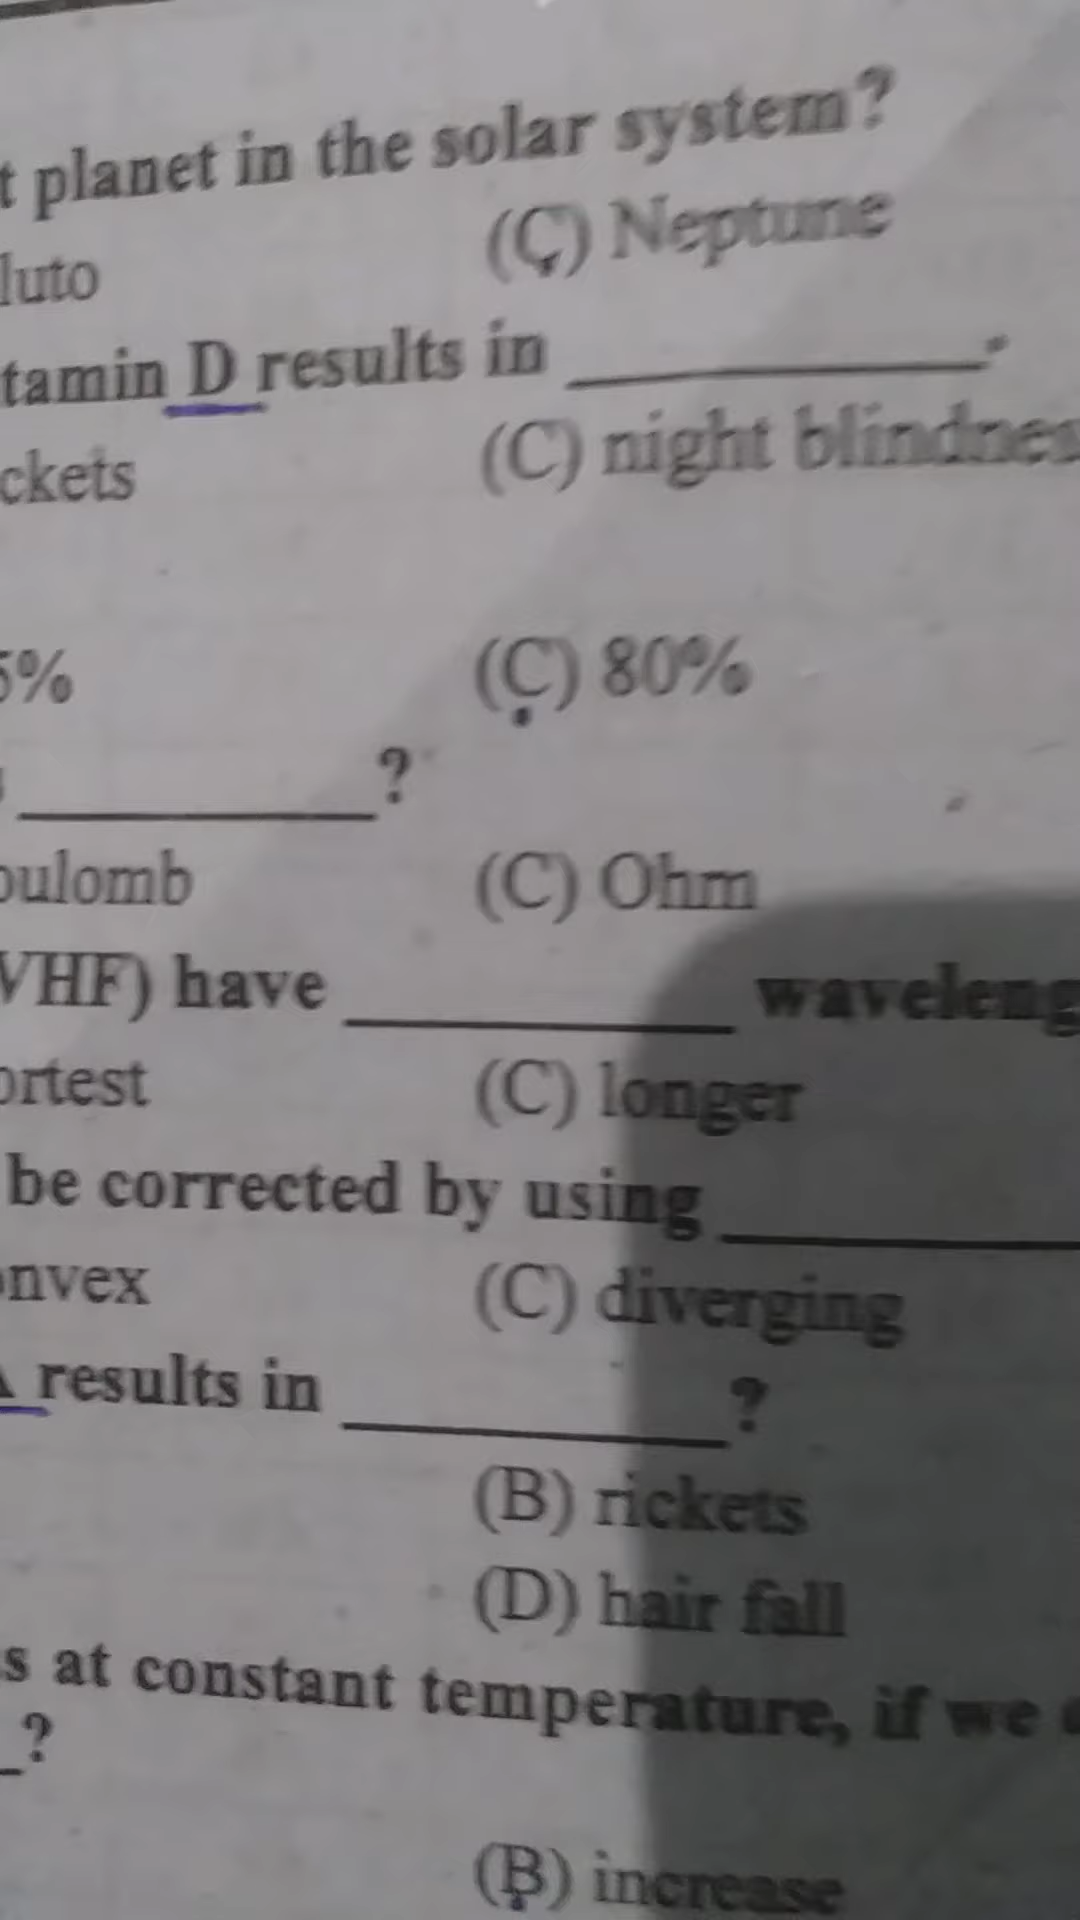 t planet in the solar system?
luto (C) Neptune
tamin D results in ________.
ckets (C) night blindnes
5% (C) 80%
________?
oulomb (C) Ohm
VHF) have ________ waveleng
ortest (C) longer
be corrected by using ________
nvex (C) diverging
results in ________?
(B) rickets
(D) hair fall
s at constant temperature, if we
_?
(B) increase